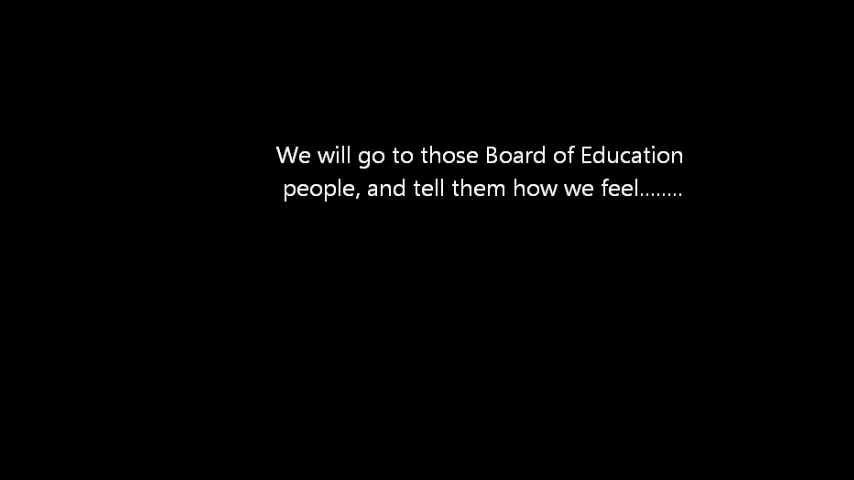 We will go to those Board of Education
people, and tell them how we feel........